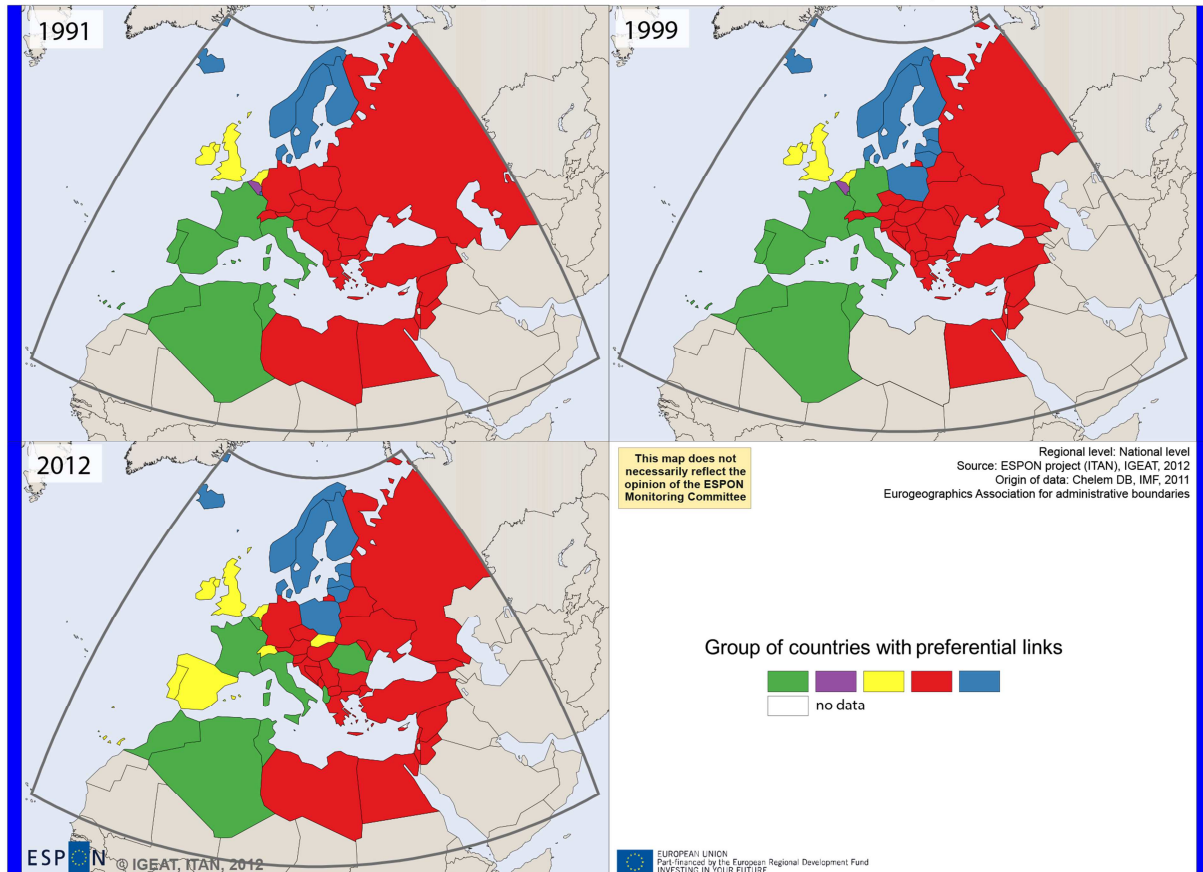 1991
1999
2012
This map does not
necessarily reflect the
opinion of the ESPON
Monitoring Committee
Regional level: National level
Source: ESPON project (ITAN), IGEAT, 2012
Origin of data: Chelem DB, IMF, 2011
Eurogeographics Association for administrative boundaries
Group of countries with preferential links
no data
ESPON
© IGEAT, ITAN, 2012
EUROPEAN UNION
Part-financed by the European Regional Development Fund
INVESTING IN YOUR FUTURE